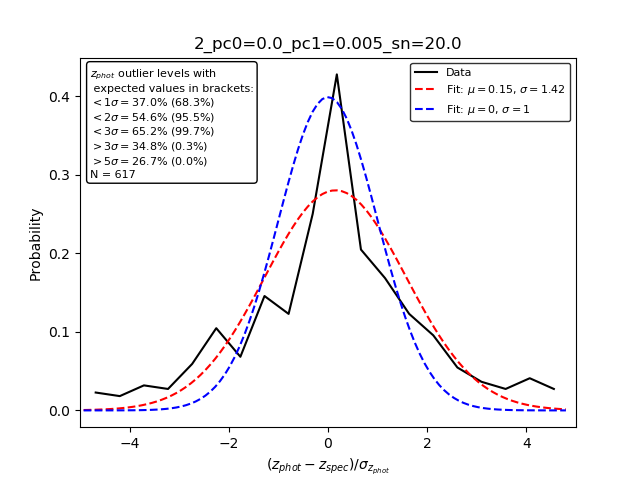 2_pc0=0.0_pc1=0.005_sn=20.0
z_phot outlier levels with
expected values in brackets:
<1σ = 37.0% (68.3%)
<2σ = 54.6% (95.5%)
<3σ = 65.2% (99.7%)
>3σ = 34.8% (0.3%)
>5σ = 26.7% (0.0%)
N = 617
Data
Fit: μ = 0.15, σ = 1.42
Fit: μ = 0, σ = 1
Probability
0.4
0.3
0.2
0.1
0.0
−4 −2 0 2 4
(z_phot − z_spec)/σ_z_phot